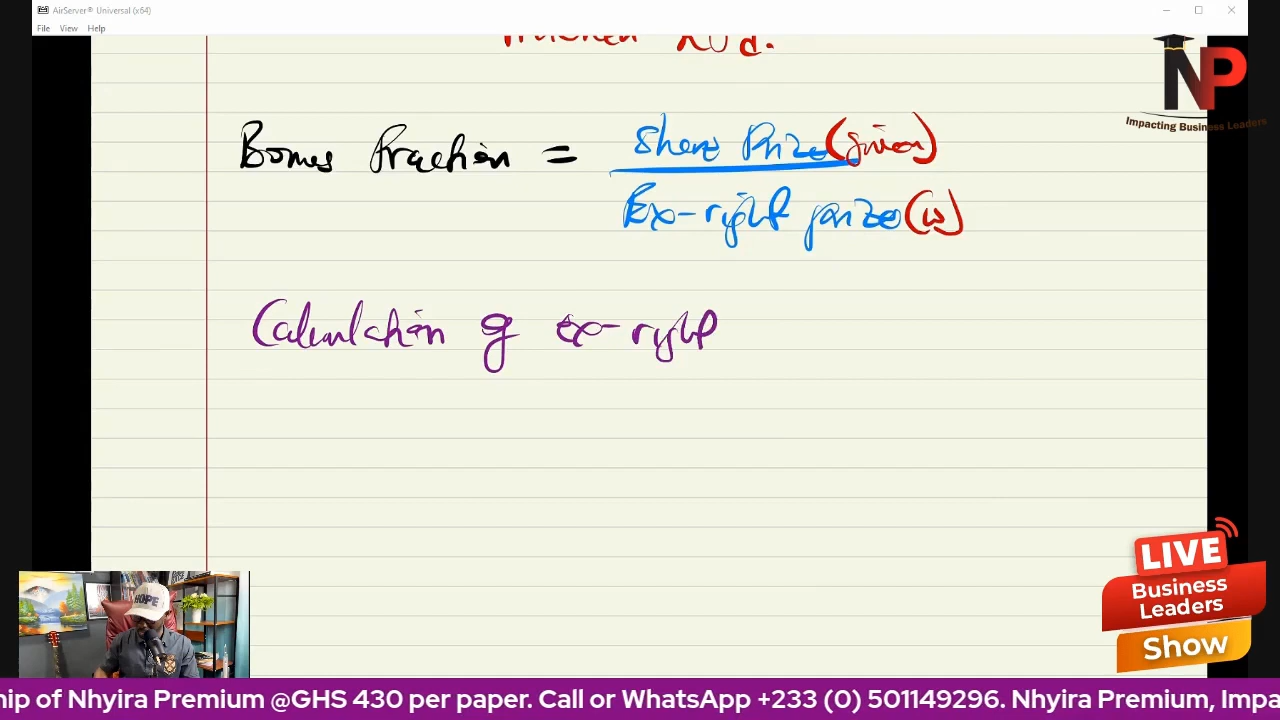 AirServer® Universal (x64)
File View Help
NP
Impacting Business Leaders
Bonus fraction = Share Price (given)
Ex-right price (w)
Calculation of ex-right
HOPE
LIVE
Business
Leaders
Show
hip of Nhyira Premium @GHS 430 per paper. Call or WhatsApp +233 (0) 501149296. Nhyira Premium, Impa